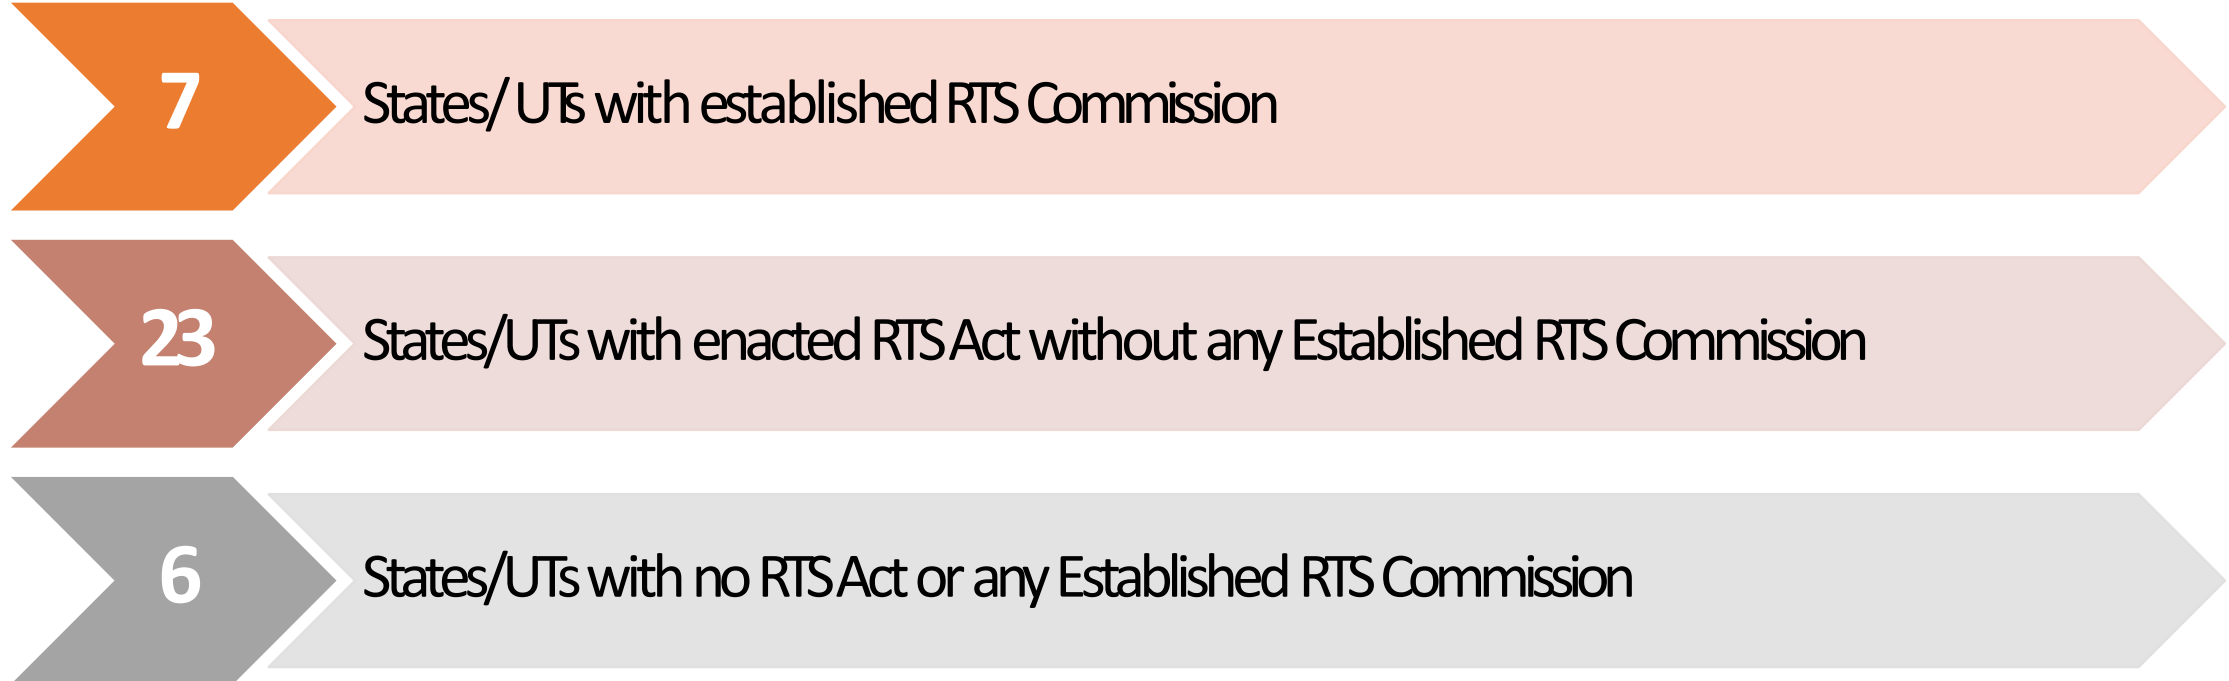 7
States/ UTs with established RTS Commission
23
States/UTs with enacted RTS Act without any Established RTS Commission
6
States/UTs with no RTS Act or any Established RTS Commission